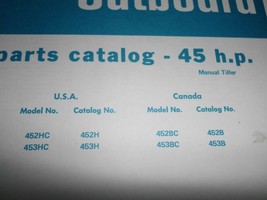 Outboard
parts catalog - 45 h.p.
Manual Tiller
U.S.A. Canada
Model No. Catalog No. Model No. Catalog No.
452HC 452H 452BC 452B
453HC 453H 453BC 453B